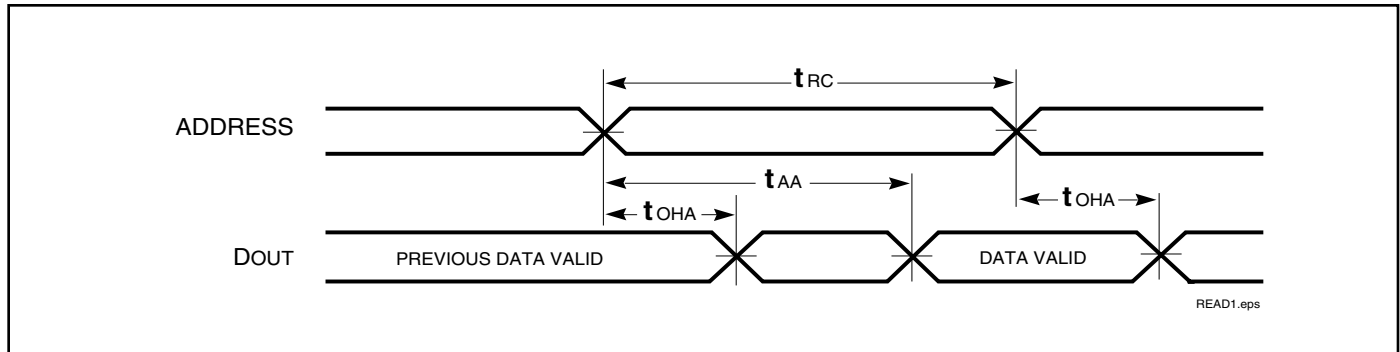 tRC
ADDRESS
tAA
tOHA
tOHA
DOUT
PREVIOUS DATA VALID
DATA VALID
READ1.eps